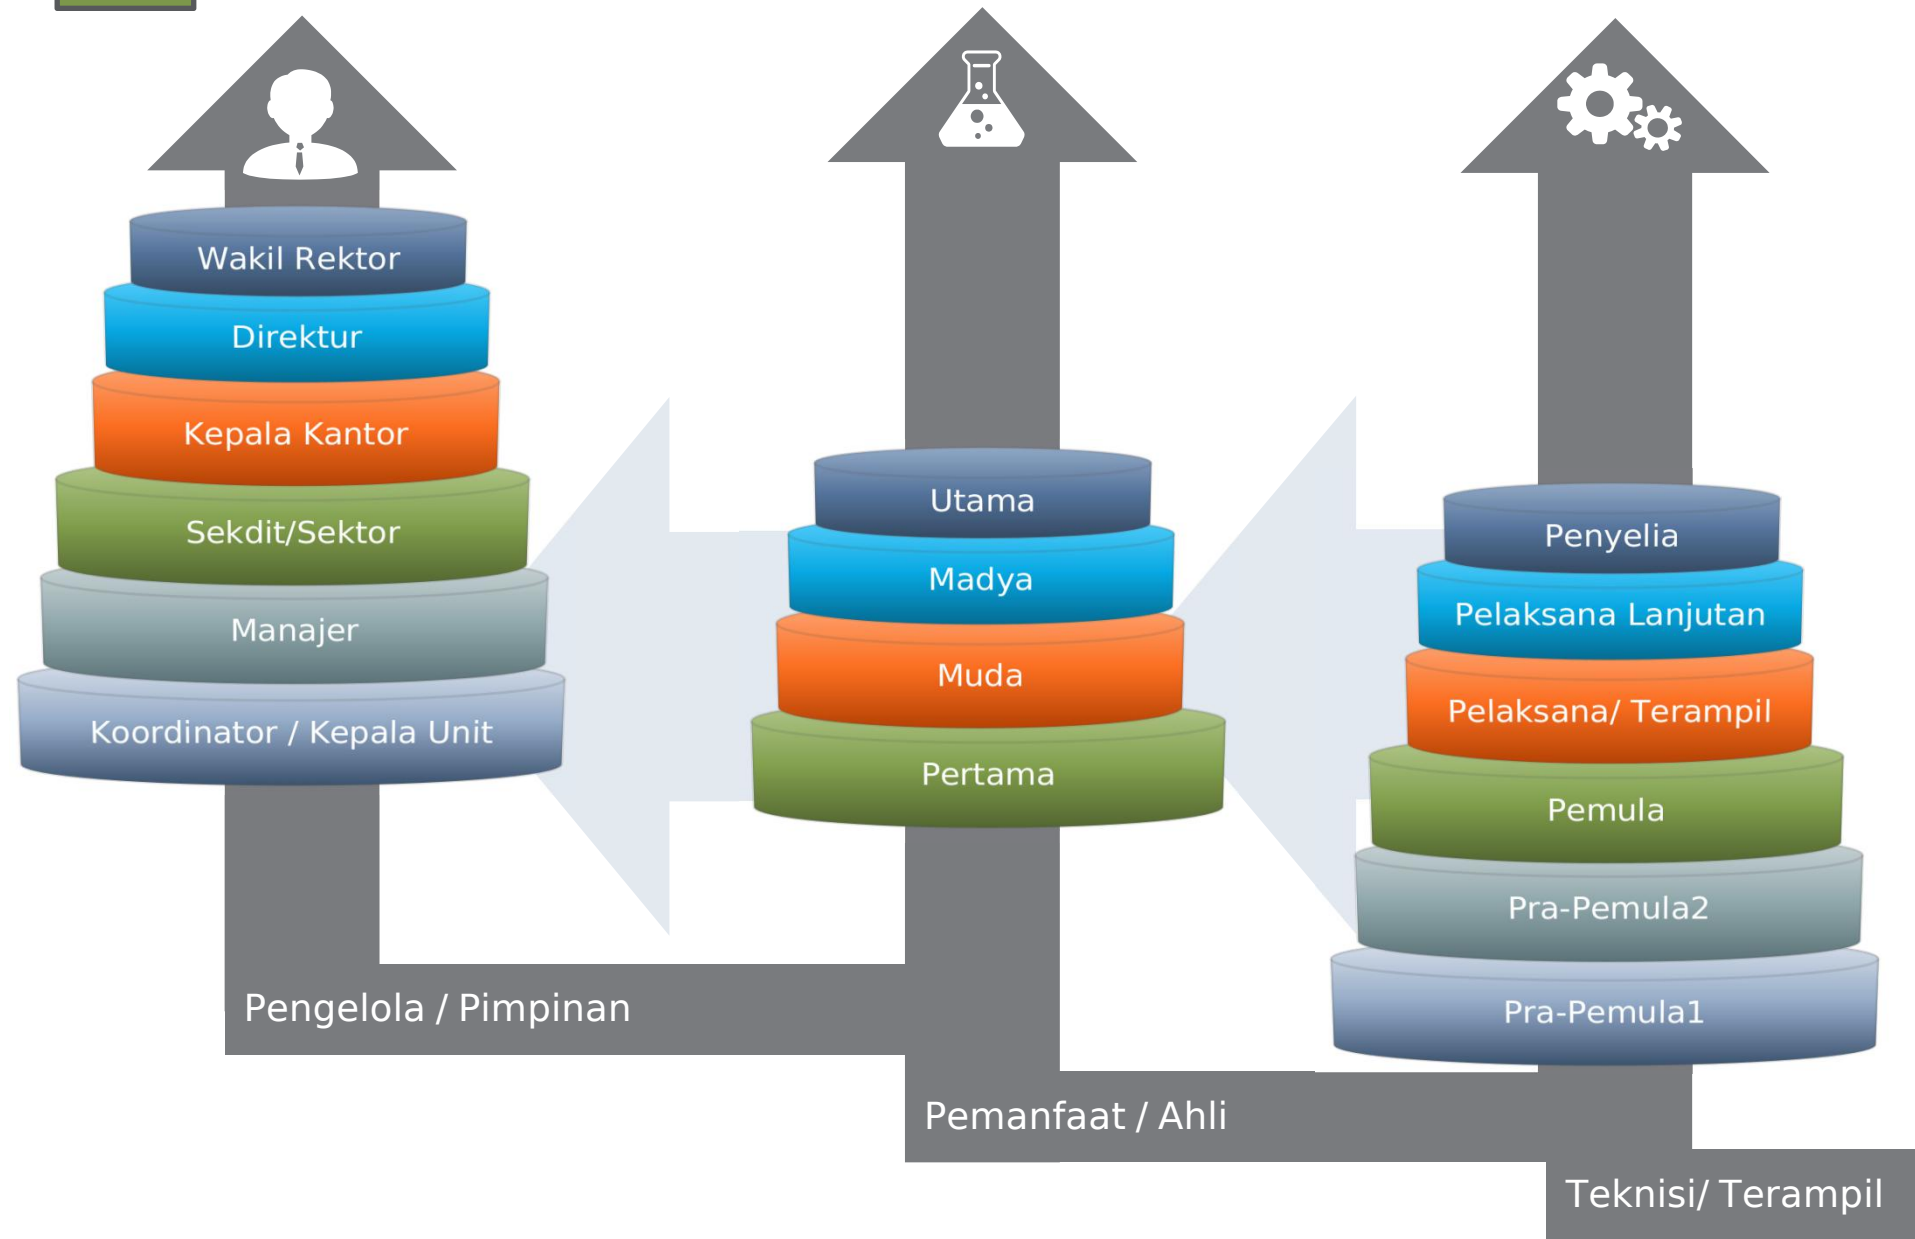 Wakil Rektor
Direktur
Kepala Kantor
Sekdit/Sektor
Manajer
Koordinator / Kepala Unit
Pengelola / Pimpinan
Utama
Madya
Muda
Pertama
Pemanfaat / Ahli
Penyelia
Pelaksana Lanjutan
Pelaksana/ Terampil
Pemula
Pra-Pemula2
Pra-Pemula1
Teknisi/ Terampil